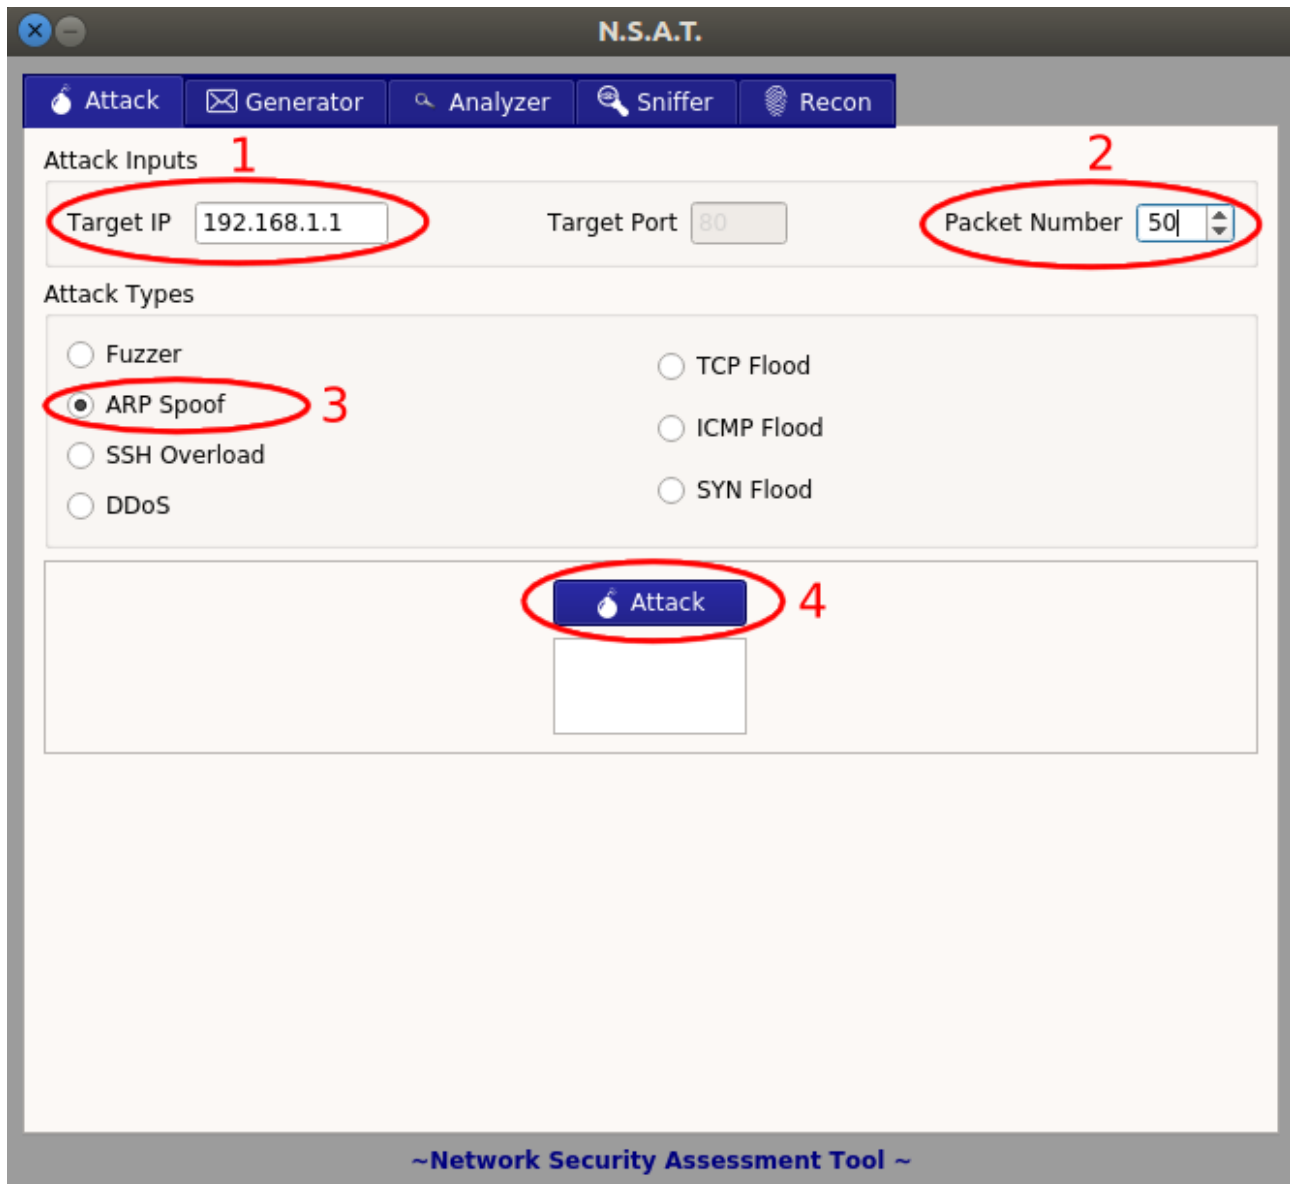 N.S.A.T.
Attack Generator Analyzer Sniffer Recon
Attack Inputs 1 2
Target IP 192.168.1.1 Target Port 80 Packet Number 50
Attack Types
Fuzzer
TCP Flood
ARP Spoof 3
ICMP Flood
SSH Overload
SYN Flood
DDoS
Attack 4
~Network Security Assessment Tool ~